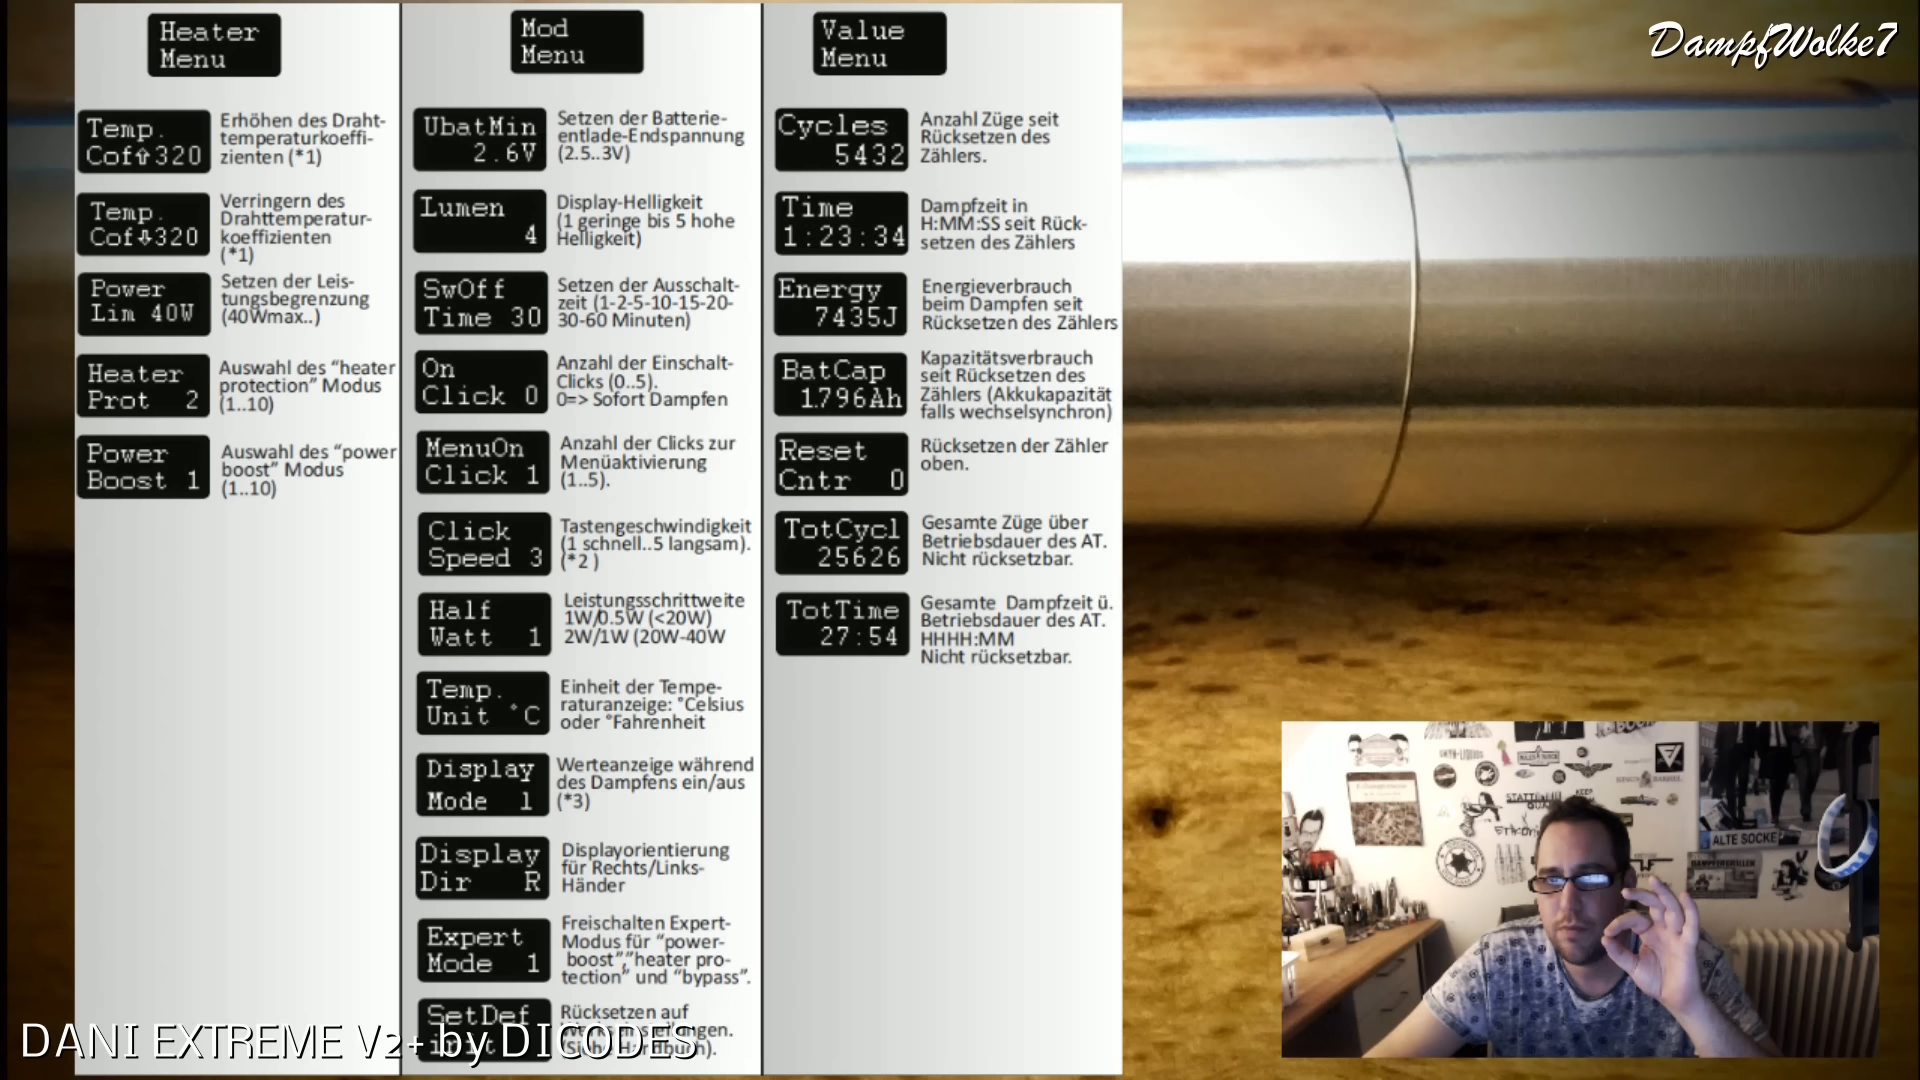 Heater
Menu
Temp.
Cof⇧320
Erhöhen des Draht-
temperaturkoeffi-
zienten (*1)
Temp.
Cof⇩320
Verringern des
Drahttemperatur-
koeffizienten
(*1)
Power
Lim 40W
Setzen der Leis-
tungsbegrenzung
(40Wmax..)
Heater
Prot 2
Auswahl des “heater
protection” Modus
(1..10)
Power
Boost 1
Auswahl des “power
boost” Modus
(1..10)
Mod
Menu
UbatMin
2.6V
Setzen der Batterie-
entlade-Endspannung
(2.5..3V)
Lumen
4
Display-Helligkeit
(1 geringe bis 5 hohe
Helligkeit)
SwOff
Time 30
Setzen der Ausschalt-
zeit (1-2-5-10-15-20-
30-60 Minuten)
On
Click 0
Anzahl der Einschalt-
Clicks (0..5).
0=> Sofort Dampfen
MenuOn
Click 1
Anzahl der Clicks zur
Menüaktivierung
(1..5).
Click
Speed 3
Tastengeschwindigkeit
(1 schnell..5 langsam).
(*2 )
Half
Watt 1
Leistungsschrittweite
1W/0.5W (<20W)
2W/1W (20W-40W
Temp.
Unit °C
Einheit der Tempe-
raturanzeige: °Celsius
oder °Fahrenheit
Display
Mode 1
Werteanzeige während
des Dampfens ein/aus
(*3)
Display
Dir R
Displayorientierung
für Rechts/Links-
Händer
Expert
Mode 1
Freischalten Expert-
Modus für “power-
boost”,”heater pro-
tection” und “bypass”.
SetDef
init
Rücksetzen auf
Werkseinstellungen.
(Siehe Handbuch).
Value
Menu
Cycles
5432
Anzahl Züge seit
Rücksetzen des
Zählers.
Time
1:23:34
Dampfzeit in
H:MM:SS seit Rück-
setzen des Zählers
Energy
7435J
Energieverbrauch
beim Dampfen seit
Rücksetzen des Zählers
BatCap
1.796Ah
Kapazitätsverbrauch
seit Rücksetzen des
Zählers (Akkukapazität
falls wechselsynchron)
Reset
Cntr 0
Rücksetzen der Zähler
oben.
TotCycl
25626
Gesamte Züge über
Betriebsdauer des AT.
Nicht rücksetzbar.
TotTime
27:54
Gesamte Dampfzeit ü.
Betriebsdauer des AT.
HHHH:MM
Nicht rücksetzbar.
DampfWolke7
ALTE SOCKE
DANI EXTREME V2+ by DICODES